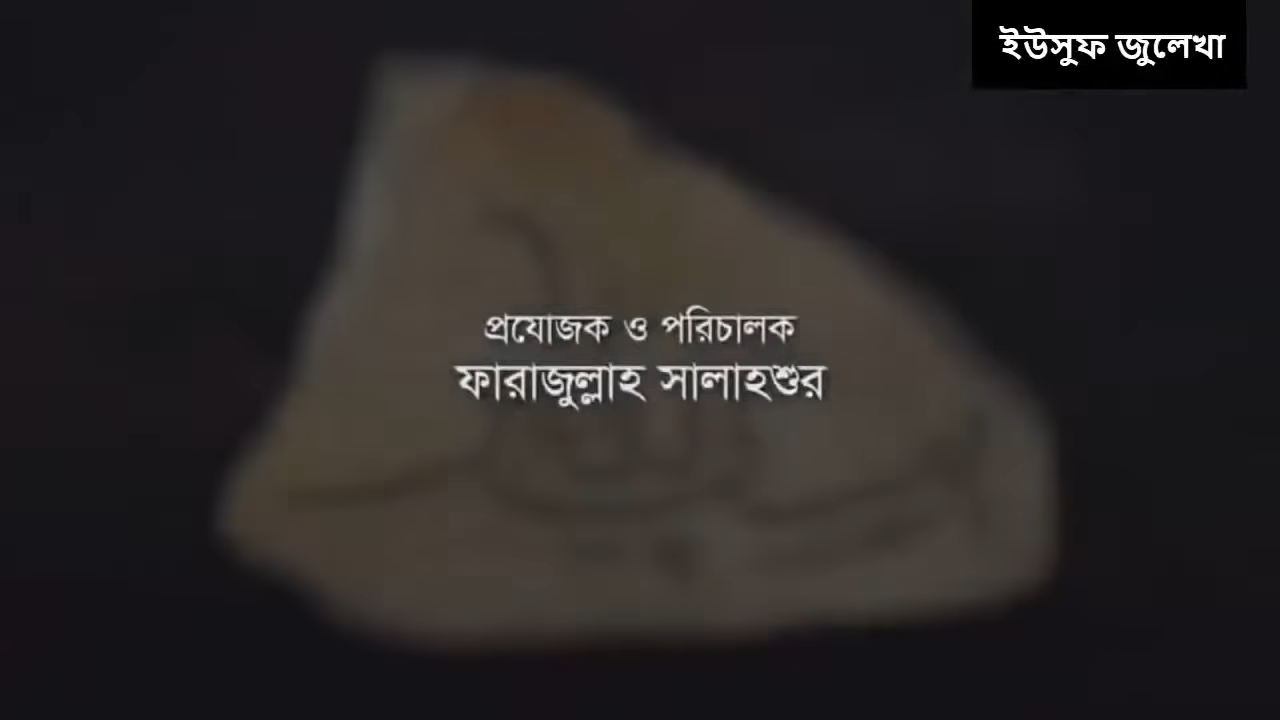 ইউসুফ জুলেখা
প্রযোজক ও পরিচালক
ফারাজুল্লাহ সালাহশুর